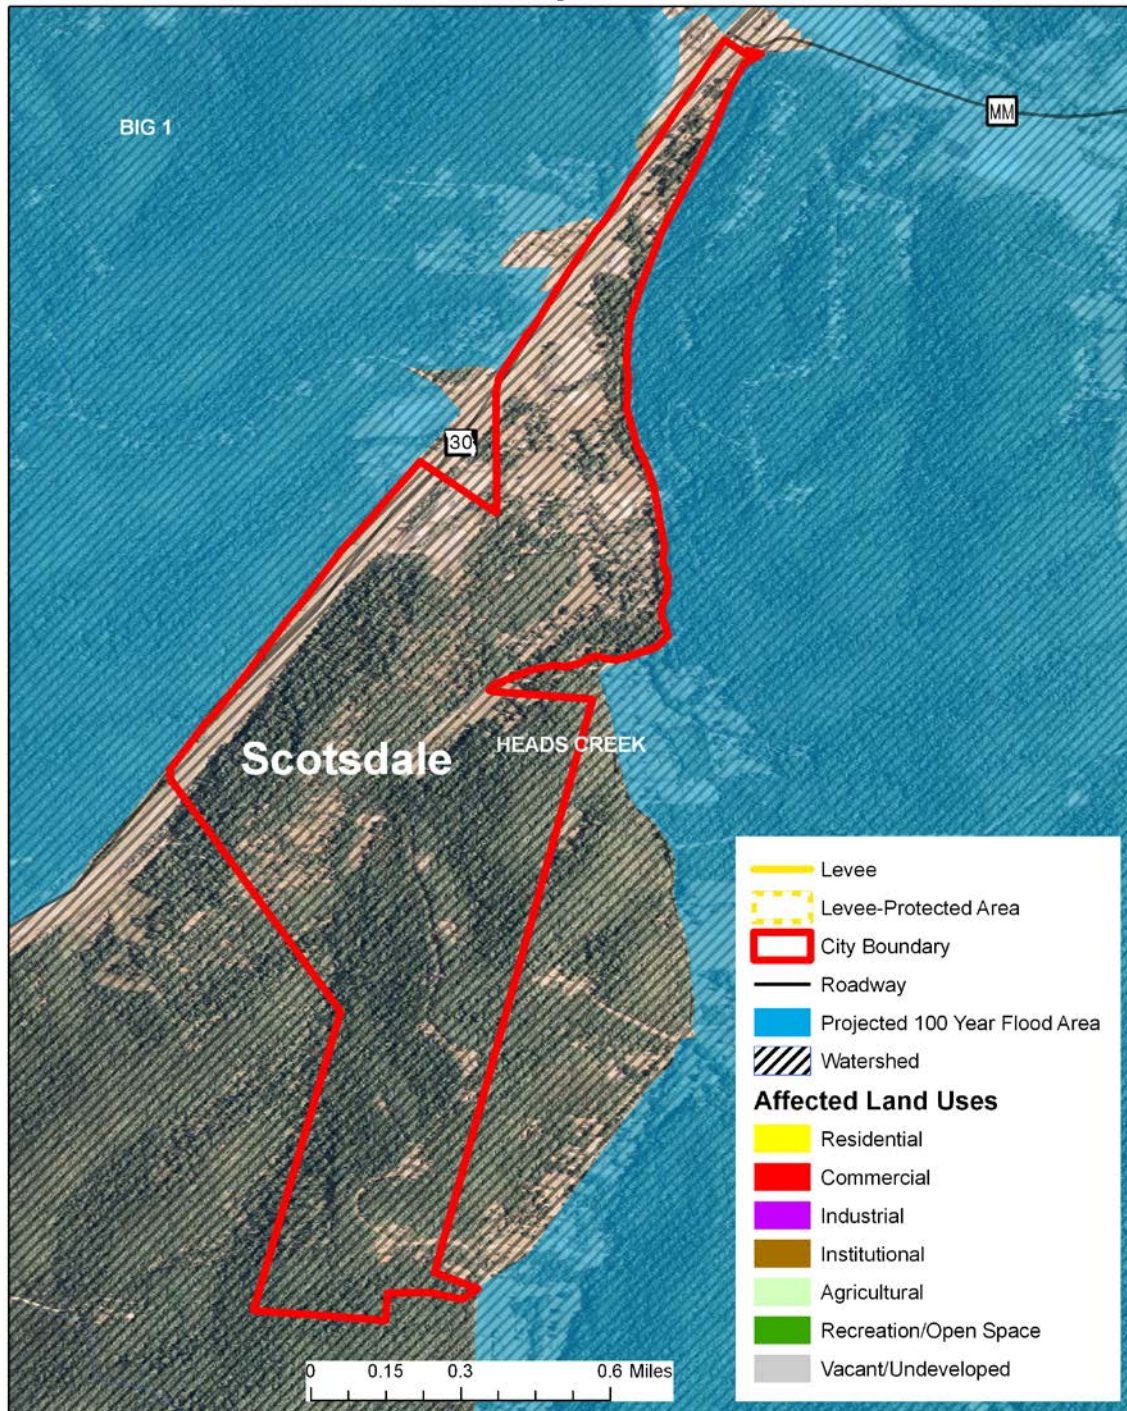 BIG 1
MM
30
Scotsdale
HEADS CREEK
Levee
Levee-Protected Area
City Boundary
Roadway
Projected 100 Year Flood Area
Watershed
Affected Land Uses
Residential
Commercial
Industrial
Institutional
Agricultural
Recreation/Open Space
Vacant/Undeveloped
0 0.15 0.3 0.6 Miles